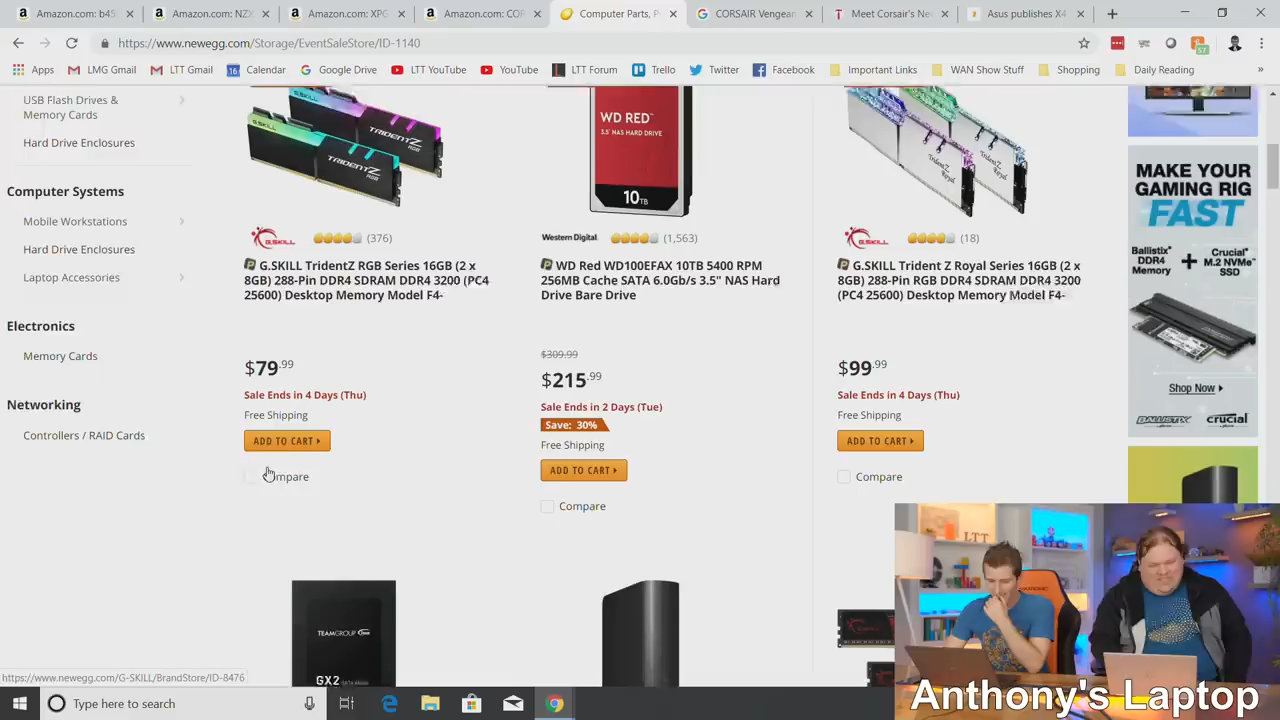 Amazon.com: b45
Amazon.com: NZX
Amazon.com: XPG
Amazon.com: COR
Computer Parts, P
CORSAIR Vengean
Meet Corsair's Ne
Asus publishes X4
https://www.newegg.com/Storage/EventSaleStore/ID-1140
57
Apps
LMG Gmail
LTT Gmail
16
Calendar
Google Drive
LTT YouTube
YouTube
LTT Forum
Trello
Twitter
Facebook
Important Links
WAN Show Stuff
Shopping
Daily Reading
USB Flash Drives &
Memory Cards
Hard Drive Enclosures
Computer Systems
Mobile Workstations
Hard Drive Enclosures
Laptop Accessories
Electronics
Memory Cards
Networking
Controllers / RAID Cards
TRIDENT Z
TRIDENT Z
G.SKILL
(376)
G.SKILL TridentZ RGB Series 16GB (2 x
8GB) 288-Pin DDR4 SDRAM DDR4 3200 (PC4
25600) Desktop Memory Model F4-
$79.99
Sale Ends in 4 Days (Thu)
Free Shipping
ADD TO CART
Compare
WD RED™
3.5" NAS HARD DRIVE
10TB
Western Digital
(1,563)
WD Red WD100EFAX 10TB 5400 RPM
256MB Cache SATA 6.0Gb/s 3.5" NAS Hard
Drive Bare Drive
$309.99
$215.99
Sale Ends in 2 Days (Tue)
Save: 30%
Free Shipping
ADD TO CART
Compare
Trident Z Royal
G.SKILL
(18)
G.SKILL Trident Z Royal Series 16GB (2 x
8GB) 288-Pin RGB DDR4 SDRAM DDR4 3200
(PC4 25600) Desktop Memory Model F4-
$99.99
Sale Ends in 4 Days (Thu)
Free Shipping
ADD TO CART
Compare
MAKE YOUR
GAMING RIG
FAST
Ballistix® DDR4 Memory + Crucial® M.2 NVMe™ SSD
Shop Now
BALLISTIX
crucial
TEAMGROUP
GX2
LTT
https://www.newegg.com/G-SKILL/BrandStore/ID-8476
Type here to search
Anthony's Laptop